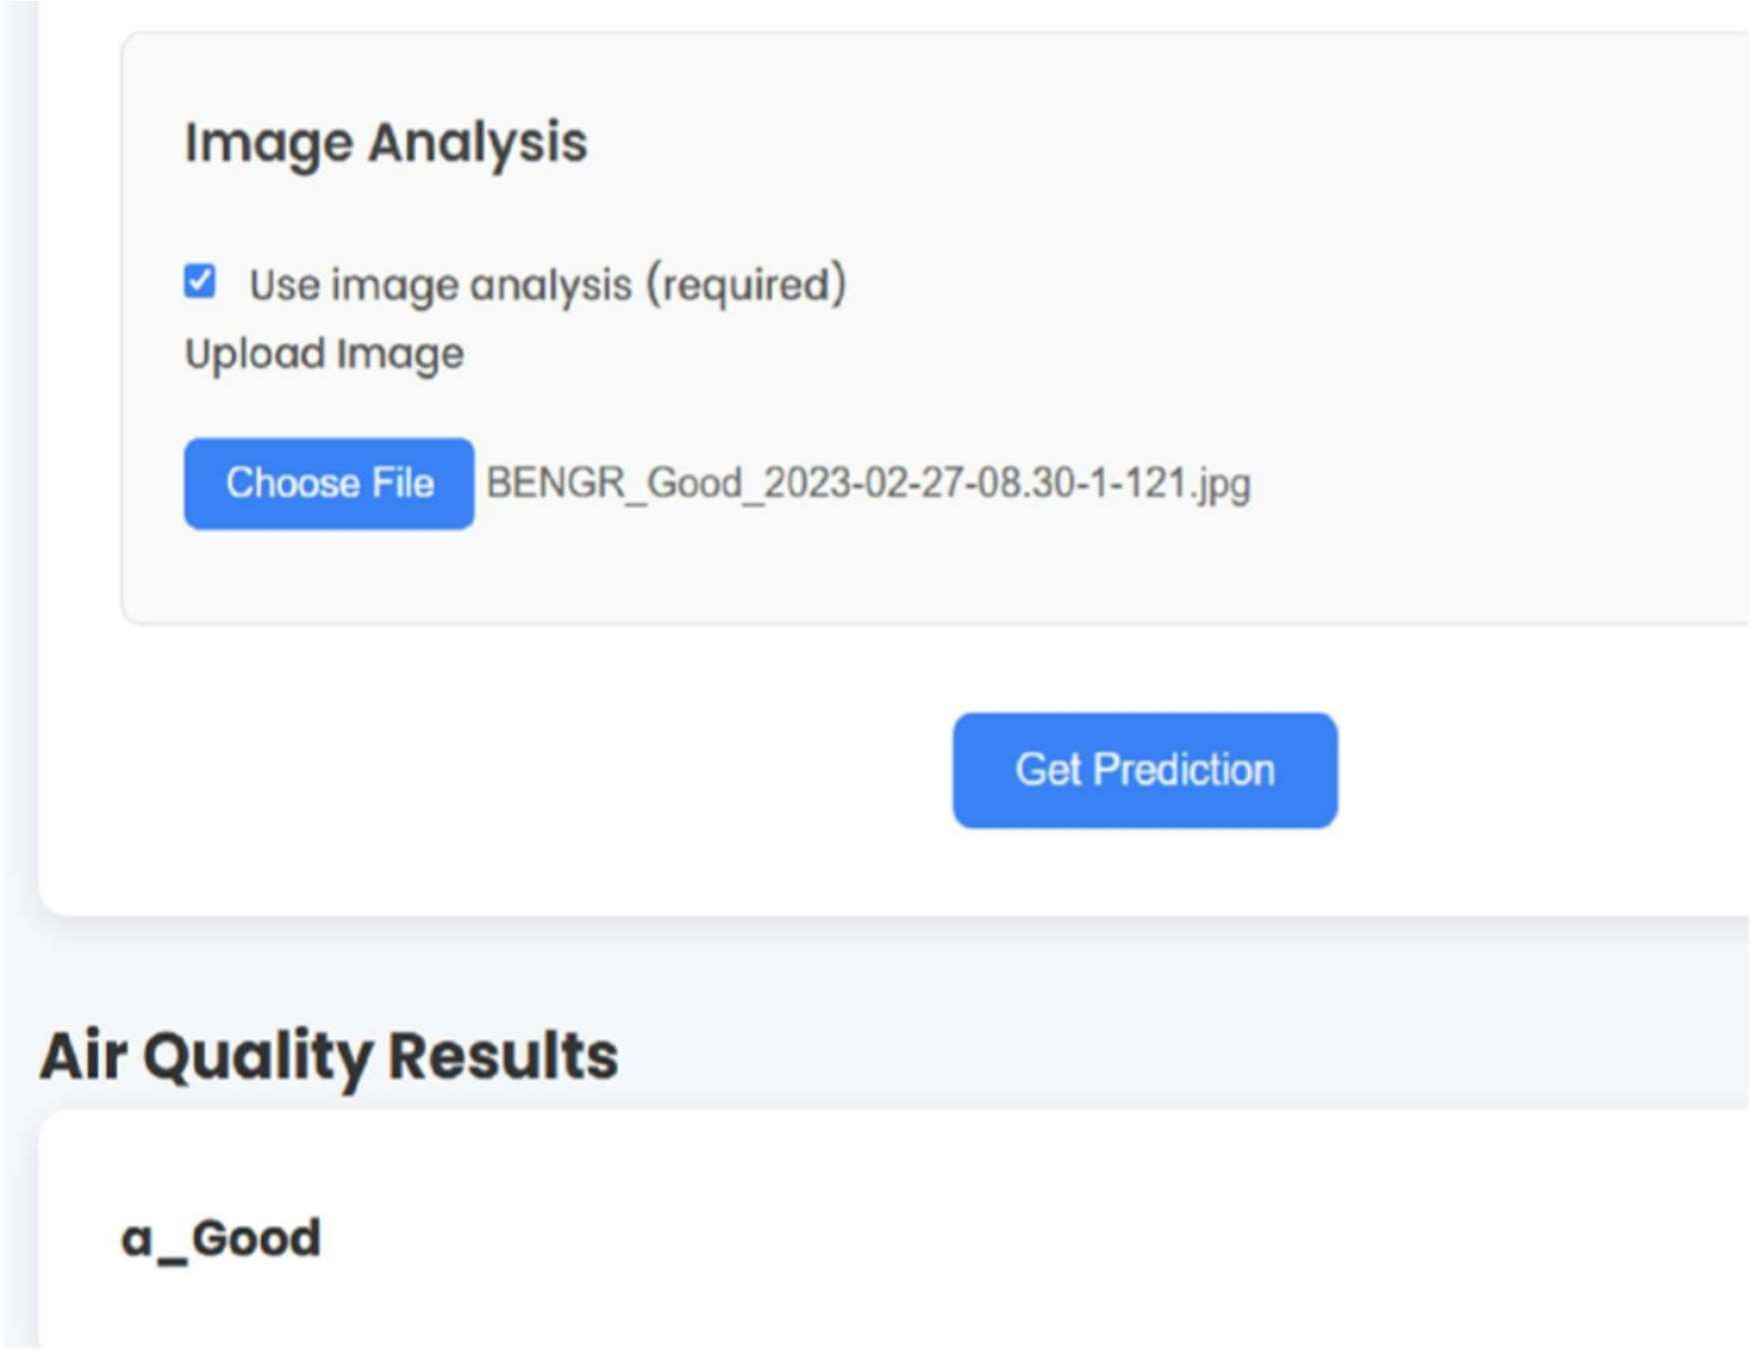 Image Analysis
Use image analysis (required)
Upload Image
Choose File BENGR_Good_2023-02-27-08.30-1-121.jpg
Get Prediction
Air Quality Results
a_Good